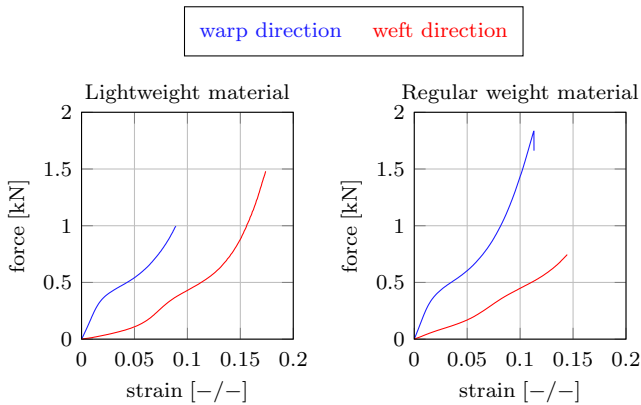 warp direction weft direction
Lightweight material
2
1.5
1
0.5
0
0 0.05 0.1 0.15 0.2
force [kN]
strain [−/−]
Regular weight material
2
1.5
1
0.5
0
0 0.05 0.1 0.15 0.2
force [kN]
strain [−/−]